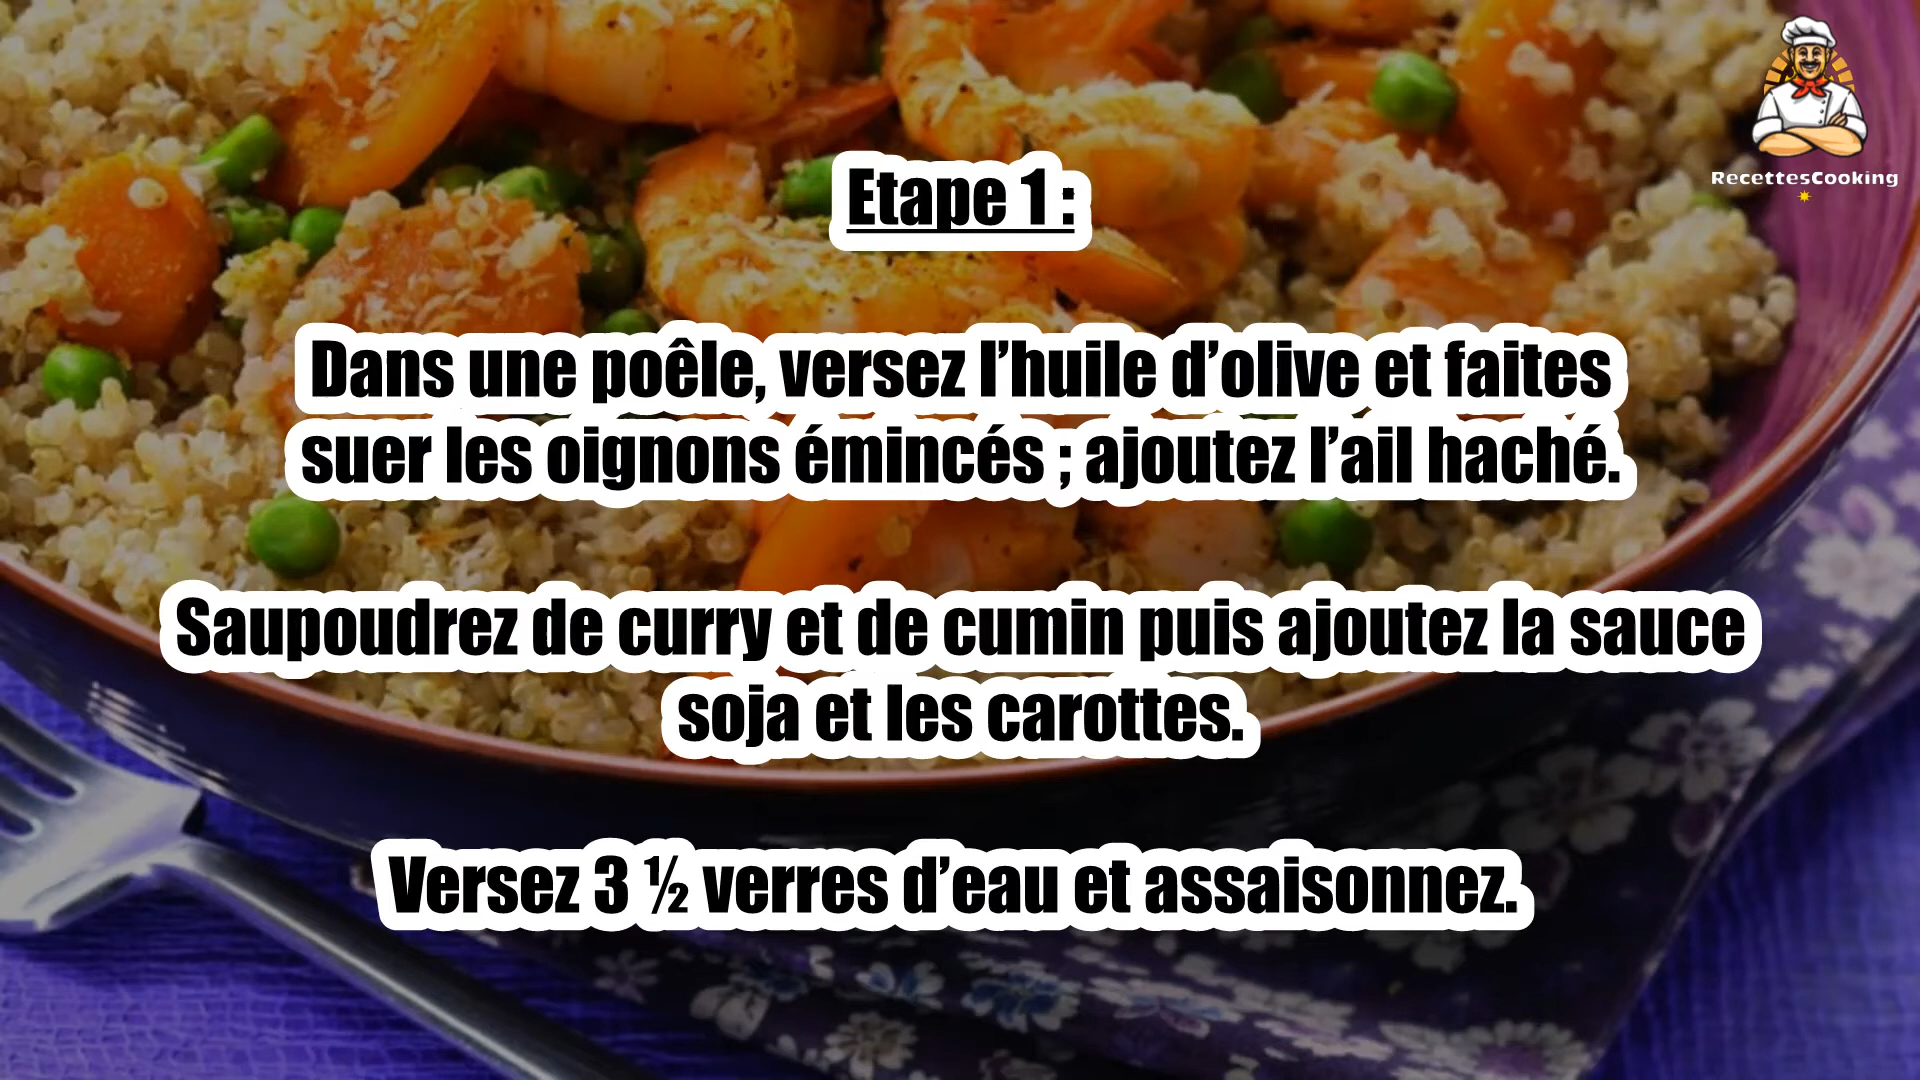 RecettesCooking
Etape 1 :
Dans une poêle, versez l’huile d’olive et faites
suer les oignons émincés ; ajoutez l’ail haché.
Saupoudrez de curry et de cumin puis ajoutez la sauce
soja et les carottes.
Versez 3 ½ verres d’eau et assaisonnez.